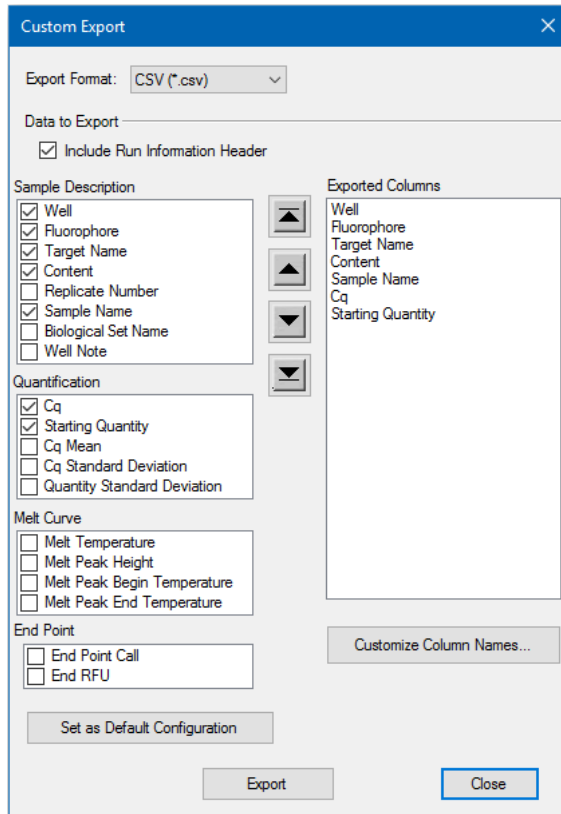 Custom Export
Export Format: CSV (*.csv)
Data to Export
Include Run Information Header
Sample Description
Well
Fluorophore
Target Name
Content
Replicate Number
Sample Name
Biological Set Name
Well Note
Quantification
Cq
Starting Quantity
Cq Mean
Cq Standard Deviation
Quantity Standard Deviation
Melt Curve
Melt Temperature
Melt Peak Height
Melt Peak Begin Temperature
Melt Peak End Temperature
End Point
End Point Call
End RFU
Exported Columns
Well
Fluorophore
Target Name
Content
Sample Name
Cq
Starting Quantity
Customize Column Names...
Set as Default Configuration
Export
Close